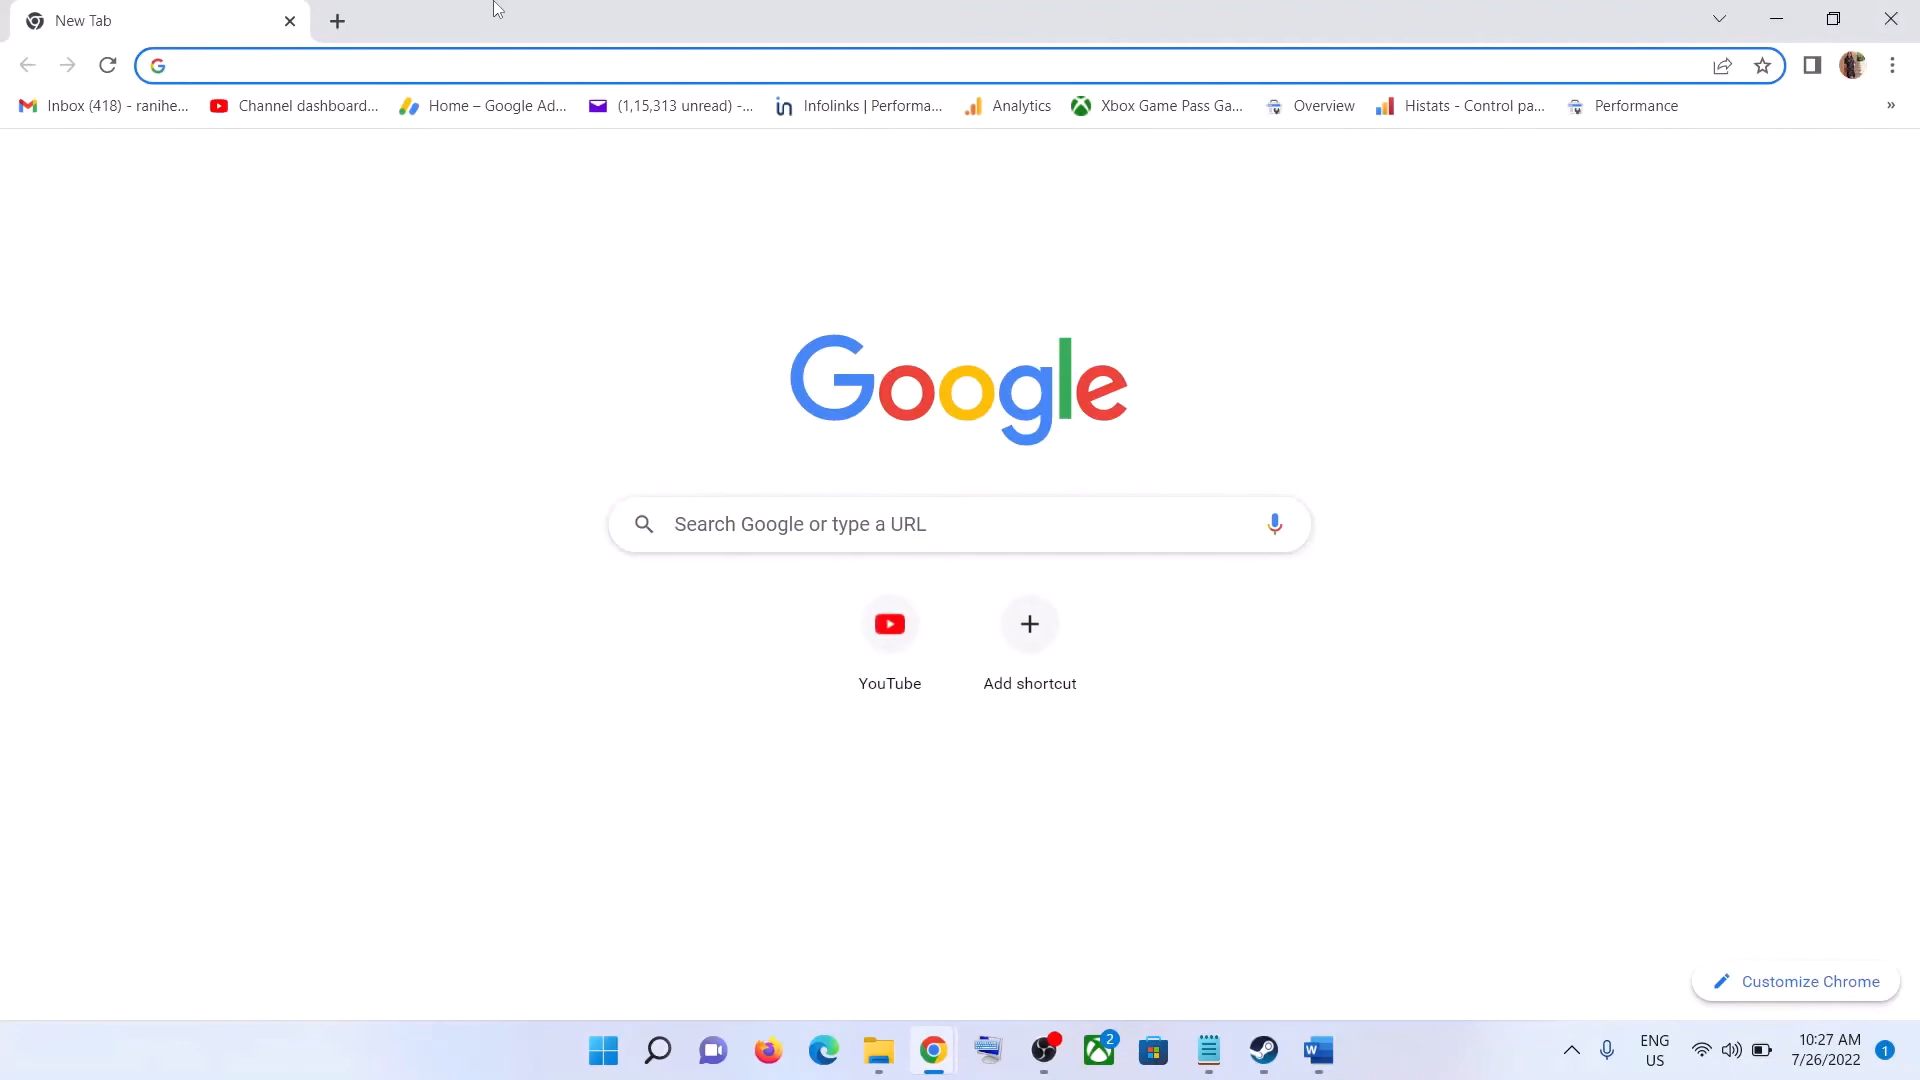 New Tab
Inbox (418) - ranihe...
Channel dashboard...
Home – Google Ad...
(1,15,313 unread) -...
Infolinks | Performa...
Analytics
Xbox Game Pass Ga...
Overview
Histats - Control pa...
Performance
»
Google
Search Google or type a URL
YouTube
Add shortcut
Customize Chrome
2
ENG
US
10:27 AM
7/26/2022
1